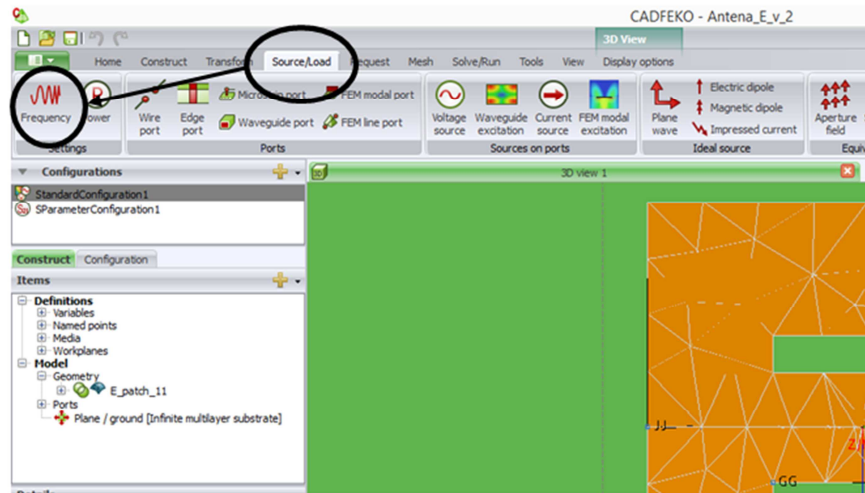 CADFEKO - Antena_E_v_2
3D View
Home Construct Transform Source/Load Request Mesh Solve/Run Tools View Display options
Frequency Power
Wire port
Edge port
Microstrip port
Waveguide port
FEM modal port
FEM line port
Voltage source
Waveguide excitation
Current source
FEM modal excitation
Plane wave
Electric dipole
Magnetic dipole
Impressed current
Aperture field
Settings Ports Sources on ports Ideal source Equiv
Configurations
3D view 1
StandardConfiguration1
SParameterConfiguration1
Construct Configuration
Items
Definitions
Variables
Named points
Media
Workplanes
Model
Geometry
E_patch_11
Ports
Plane / ground [Infinite multilayer substrate]
GG
Z